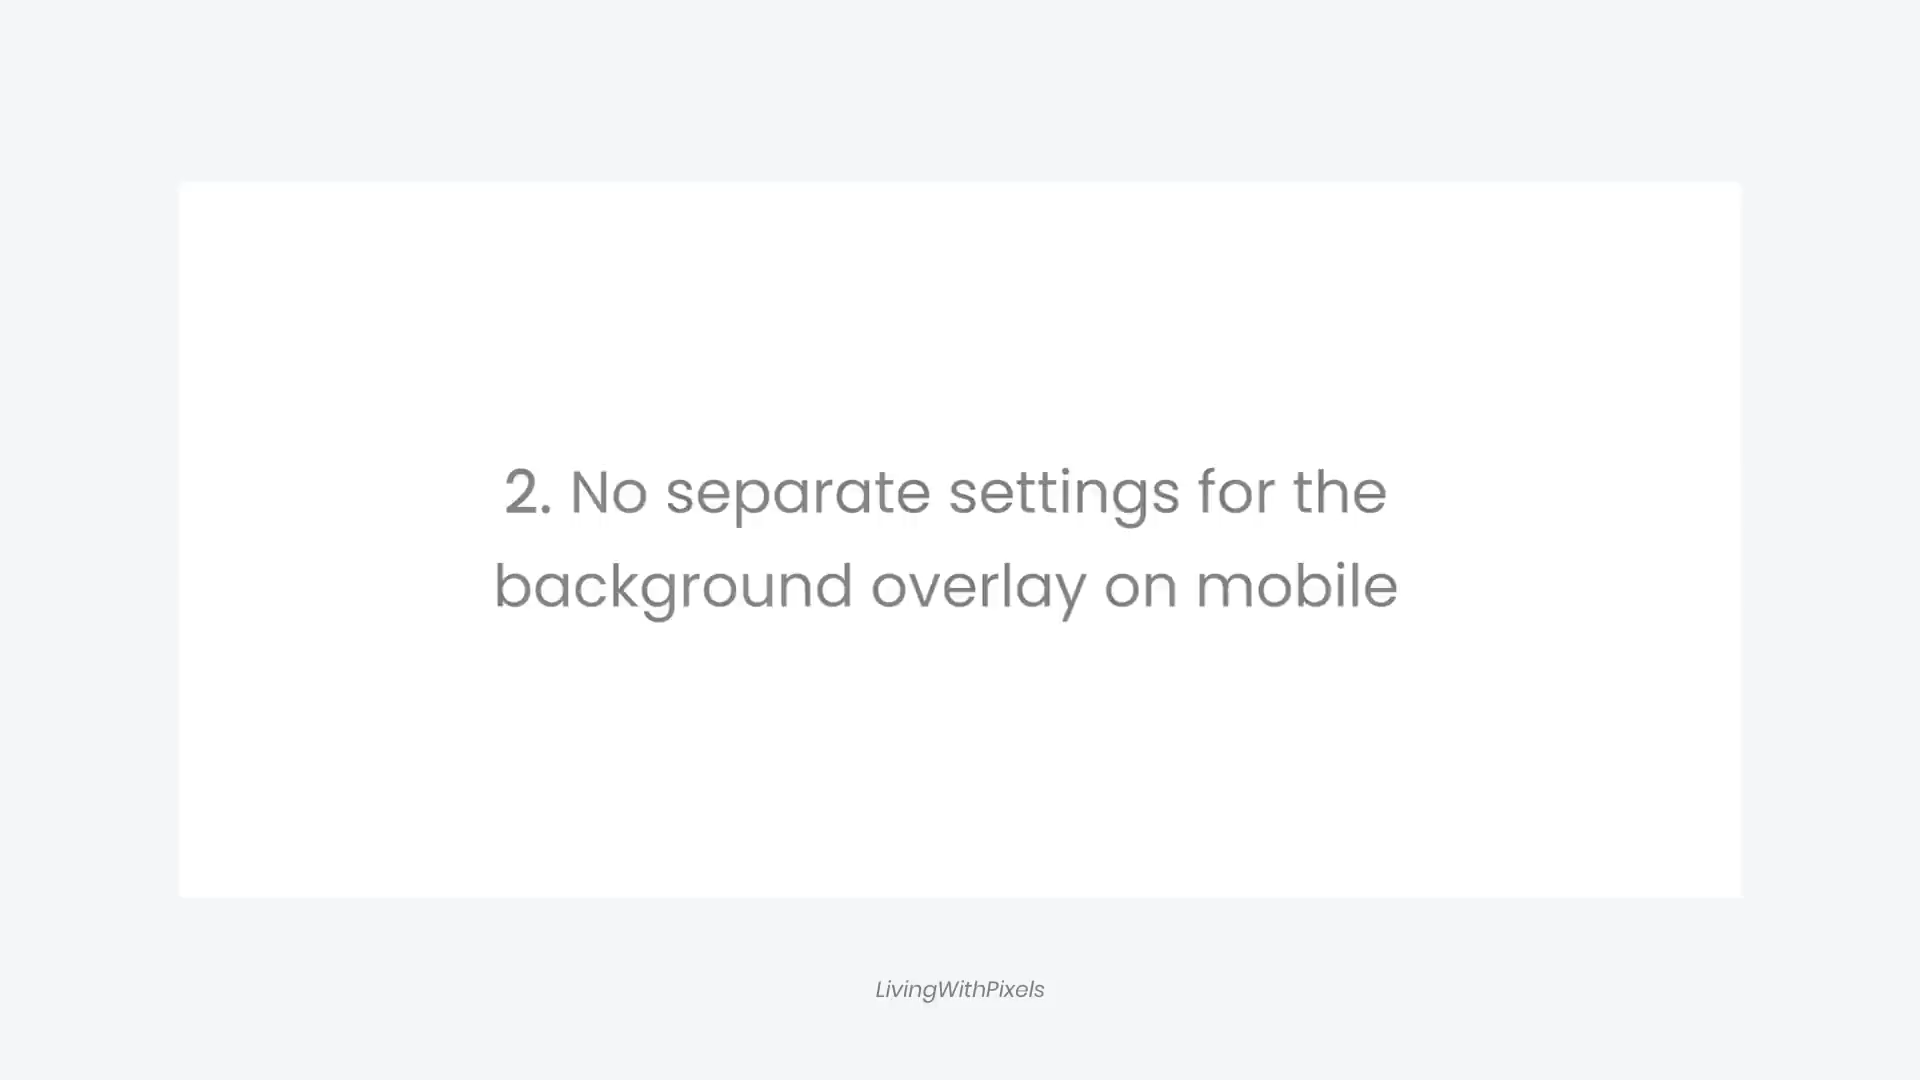 2. No separate settings for the
background overlay on mobile
LivingWithPixels